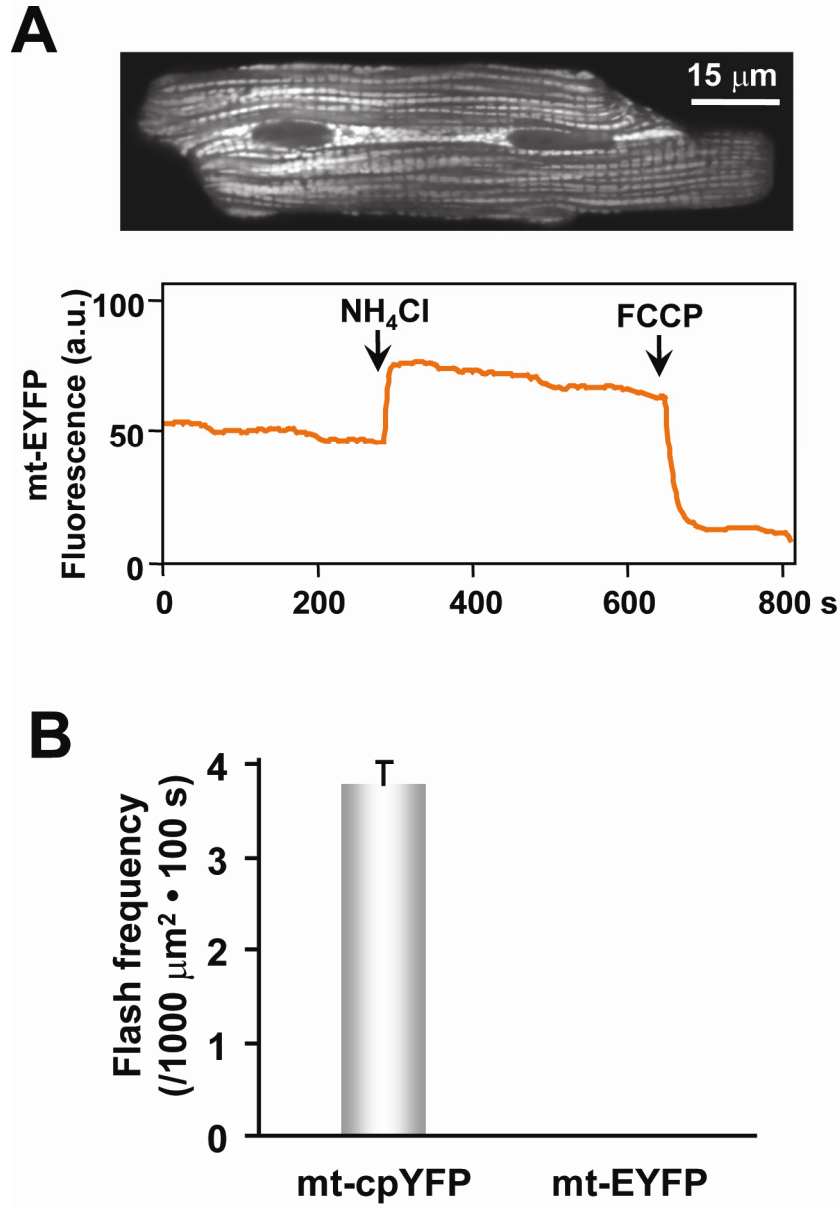 A
15 μm
mt-EYFP
Fluorescence (a.u.)
100
50
0
NH₄Cl
FCCP
0 200 400 600 800 s
B
Flash frequency
(/1000 μm² • 100 s)
4
3
2
1
0
mt-cpYFP mt-EYFP